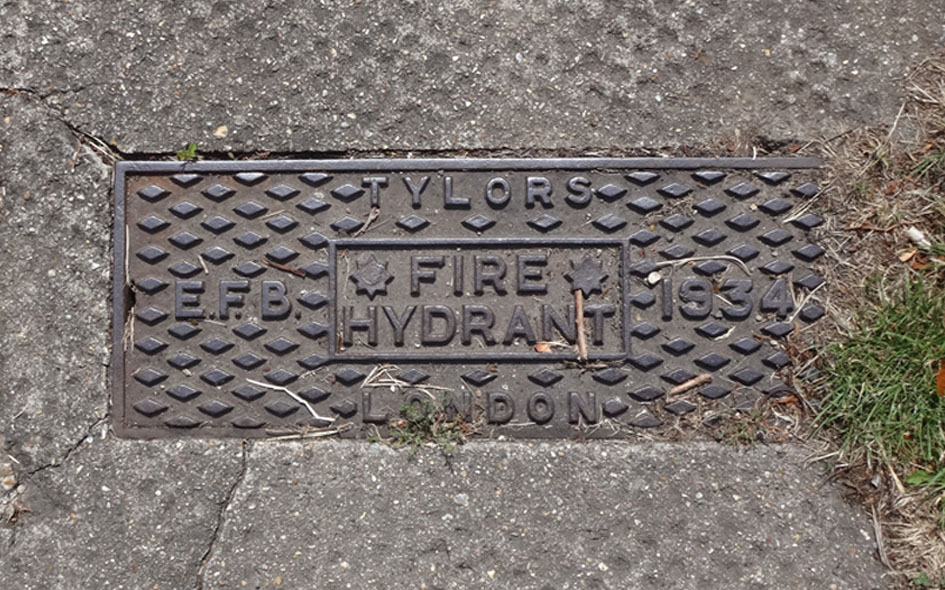 TYLORS
FIRE
E.F.B.
1934
HYDRANT
LONDON